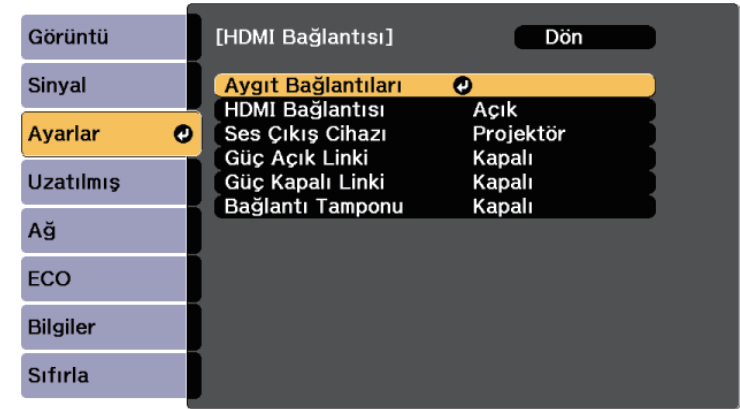 Görüntü
Sinyal
Ayarlar
Uzatılmış
Ağ
ECO
Bilgiler
Sıfırla
[HDMI Bağlantısı] Dön
Aygıt Bağlantıları
HDMI Bağlantısı Açık
Ses Çıkış Cihazı Projektör
Güç Açık Linki Kapalı
Güç Kapalı Linki Kapalı
Bağlantı Tamponu Kapalı